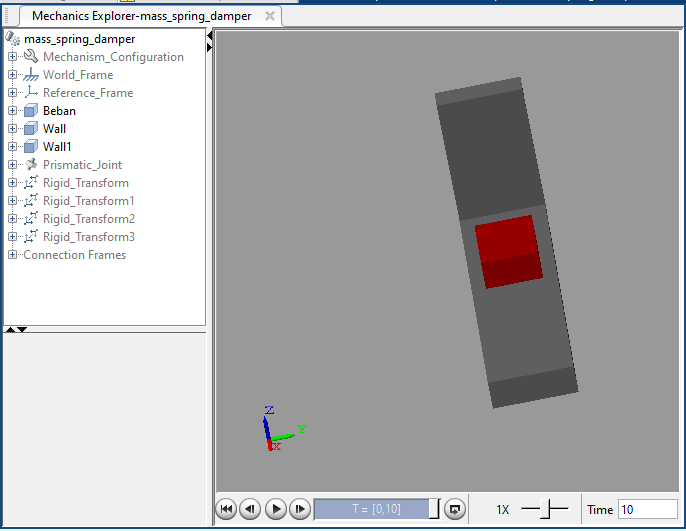 Mechanics Explorer-mass_spring_damper
mass_spring_damper
Mechanism_Configuration
World_Frame
Reference_Frame
Beban
Wall
Wall1
Prismatic_Joint
Rigid_Transform
Rigid_Transform1
Rigid_Transform2
Rigid_Transform3
Connection Frames
Z
Y
X
T = [0,10]
1X
Time
10